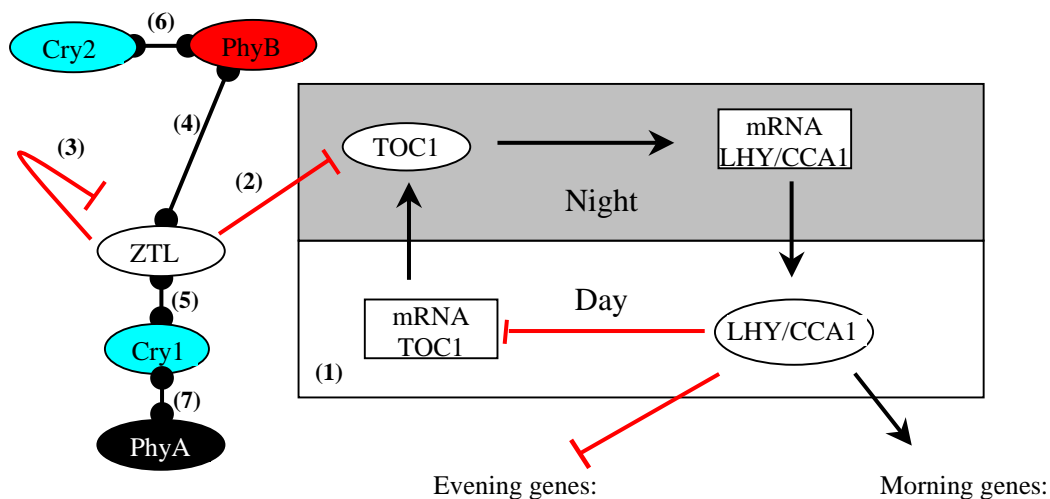 (6)
Cry2
PhyB
(4)
(3)
(2)
TOC1
mRNA
LHY/CCA1
Night
ZTL
(5)
Day
mRNA
TOC1
LHY/CCA1
Cry1
(1)
(7)
PhyA
Evening genes:
Morning genes: